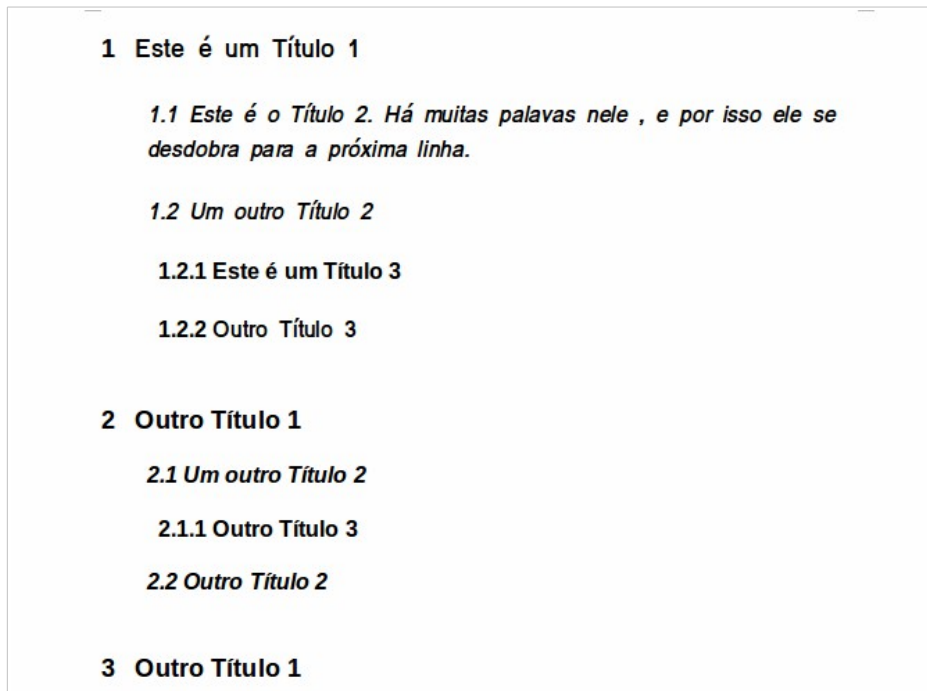 1 Este é um Título 1
1.1 Este é o Título 2. Há muitas palavas nele , e por isso ele se
desdobra para a próxima linha.
1.2 Um outro Título 2
1.2.1 Este é um Título 3
1.2.2 Outro Título 3
2 Outro Título 1
2.1 Um outro Título 2
2.1.1 Outro Título 3
2.2 Outro Título 2
3 Outro Título 1